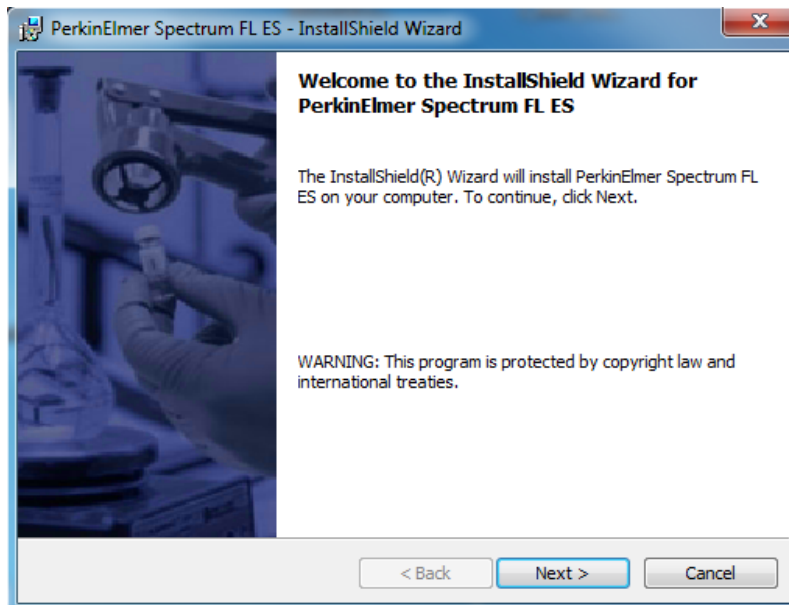 PerkinElmer Spectrum FL ES - InstallShield Wizard
Welcome to the InstallShield Wizard for
PerkinElmer Spectrum FL ES
The InstallShield(R) Wizard will install PerkinElmer Spectrum FL
ES on your computer. To continue, click Next.
WARNING: This program is protected by copyright law and
international treaties.
< Back Next > Cancel